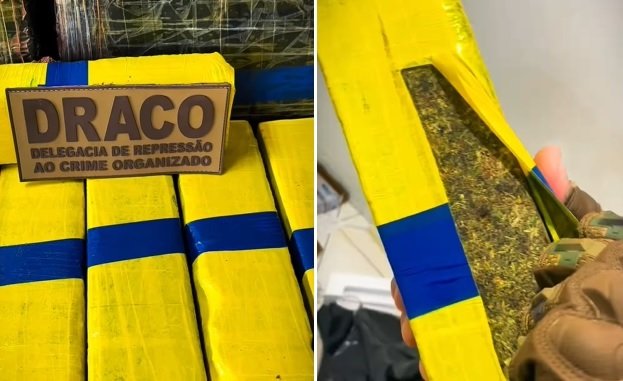 DRACO
DELEGACIA DE REPRESSÃO
AO CRIME ORGANIZADO